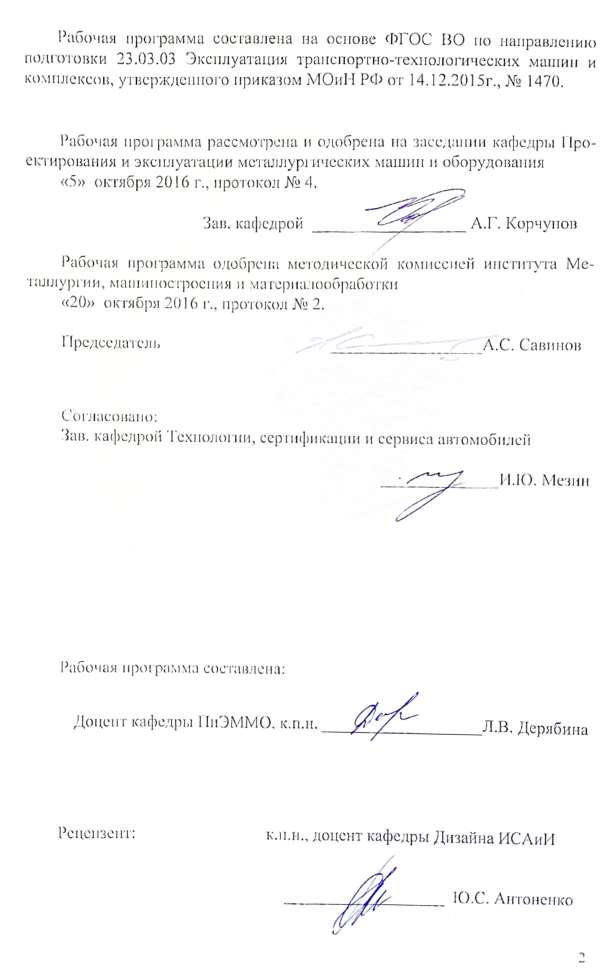 Рабочая программа составлена на основе ФГОС ВО по направлению
подготовки 23.03.03 Эксплуатация транспортно-технологических машин и
комплексов, утвержденного приказом МОиН РФ от 14.12.2015г., № 1470.
Рабочая программа рассмотрена и одобрена на заседании кафедры Про-
ектирования и эксплуатации металлургических машин и оборудования
«5» октября 2016 г., протокол № 4.
Зав. кафедрой А.Г. Корчунов
Рабочая программа одобрена методической комиссией института Ме-
таллургии, машиностроения и материалообработки
«20» октября 2016 г., протокол № 2.
Председатель А.С. Савинов
Согласовано:
Зав. кафедрой Технологии, сертификации и сервиса автомобилей
И.Ю. Мезин
Рабочая программа составлена:
Доцент кафедры ПиЭММО, к.п.н. Л.В. Дерябина
Рецензент: к.п.н., доцент кафедры Дизайна ИСАиИ
Ю.С. Антоненко
2